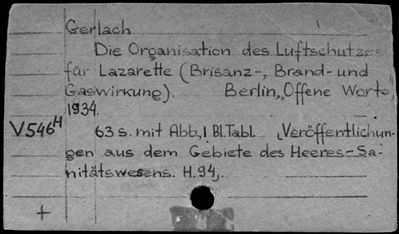 Gerlach
Die Organisation des Luftschutzes
für Lazarette (Brisanz-, Brand- und
Gaswirkung). Berlin, „Offene Worte",
1934.
V546H 63 s. mit Abb., 1 Bl. Tabl. „Veröffentlichun-
gen aus dem Gebiete des Heeres-Sa-
nitätswesens. H. 94„.
+